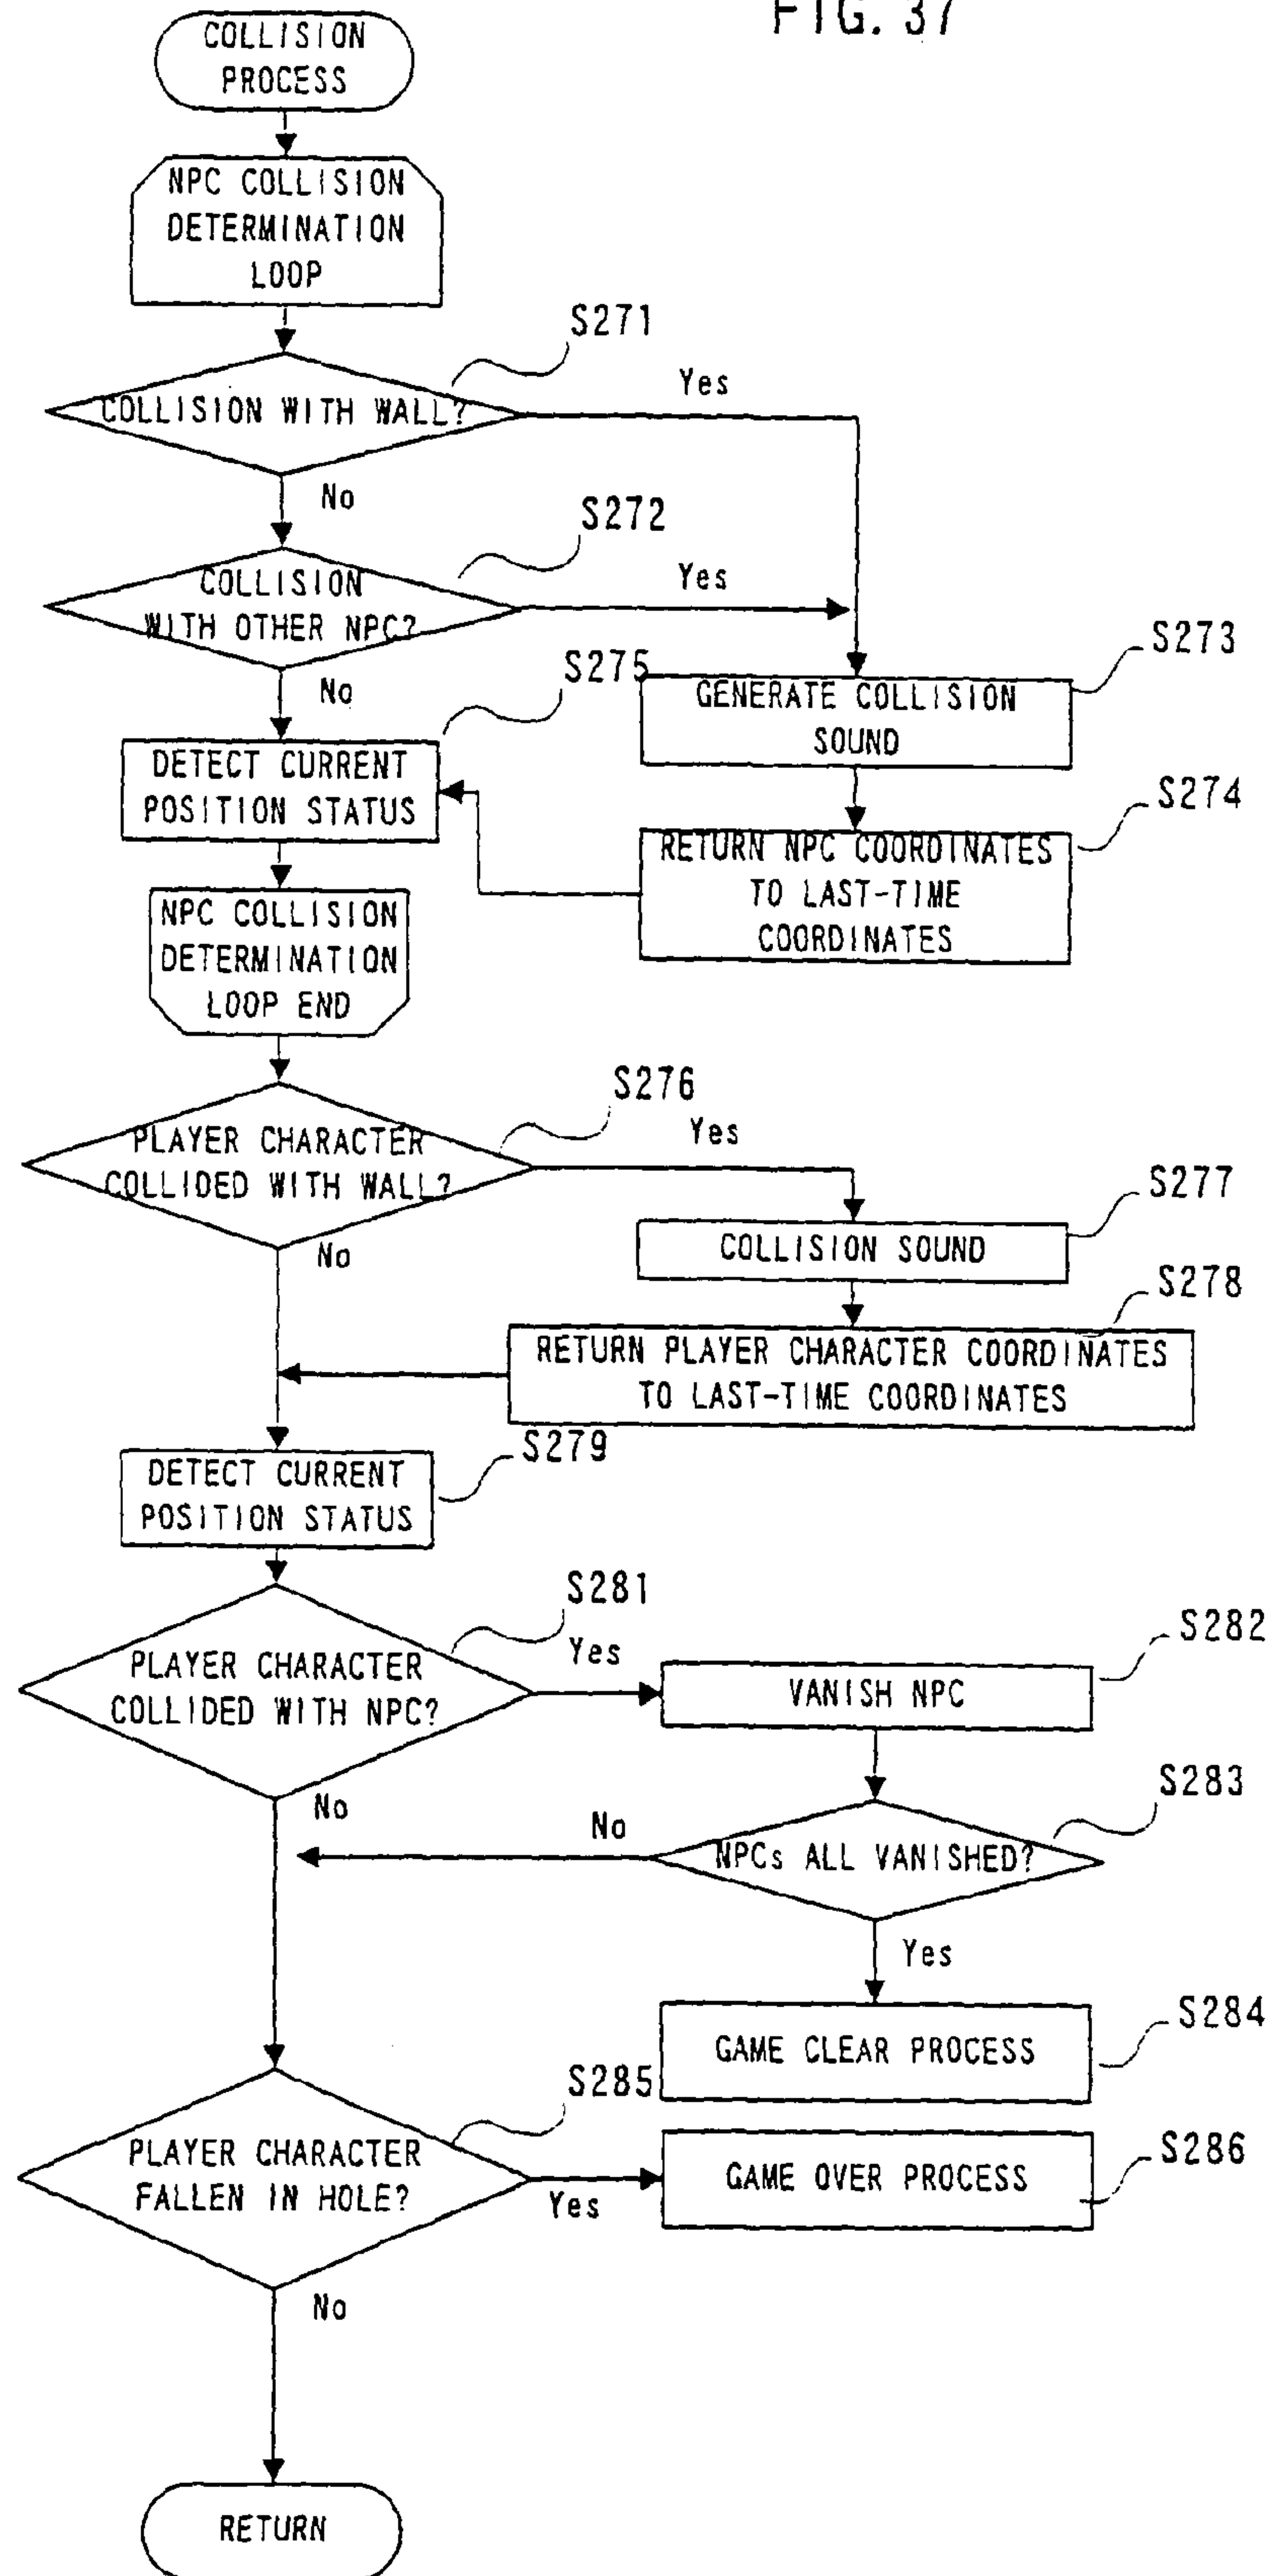 FIG. 37
COLLISION
PROCESS
NPC COLLISION
DETERMINATION
LOOP
S271
COLLISION WITH WALL?
Yes
No
S272
COLLISION
WITH OTHER NPC?
Yes
No
S273
GENERATE COLLISION
SOUND
S275
DETECT CURRENT
POSITION STATUS
S274
RETURN NPC COORDINATES
TO LAST-TIME
COORDINATES
NPC COLLISION
DETERMINATION
LOOP END
S276
PLAYER CHARACTER
COLLIDED WITH WALL?
Yes
No
S277
COLLISION SOUND
S278
RETURN PLAYER CHARACTER COORDINATES
TO LAST-TIME COORDINATES
S279
DETECT CURRENT
POSITION STATUS
S281
PLAYER CHARACTER
COLLIDED WITH NPC?
Yes
No
S282
VANISH NPC
S283
NPCs ALL VANISHED?
No
Yes
S284
GAME CLEAR PROCESS
S285
PLAYER CHARACTER
FALLEN IN HOLE?
Yes
No
S286
GAME OVER PROCESS
RETURN